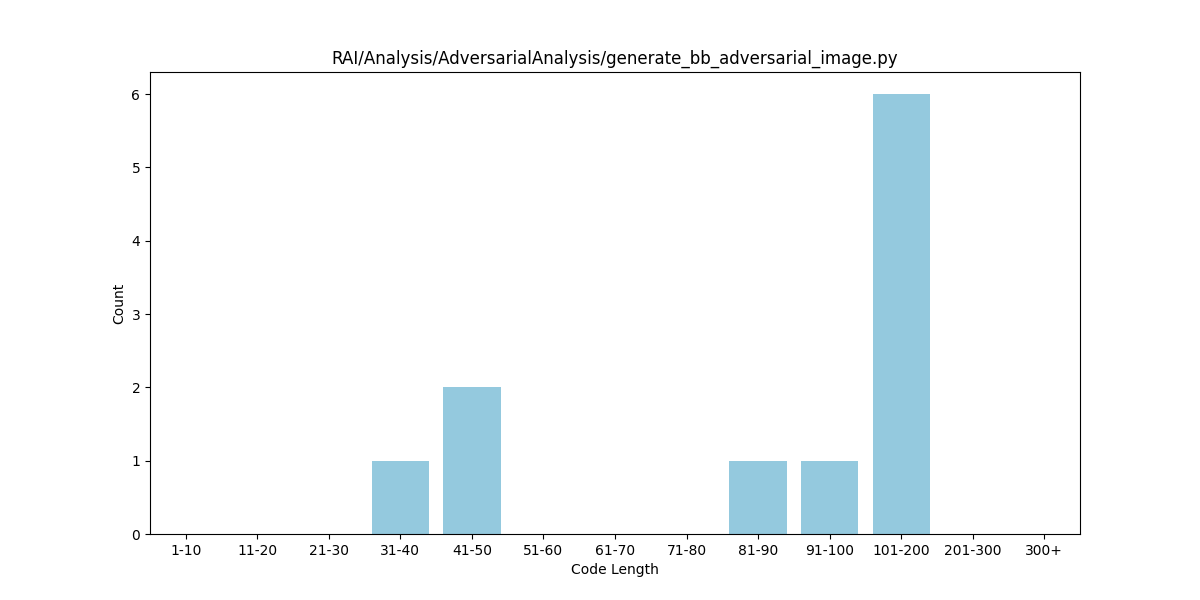 RAI/Analysis/AdversarialAnalysis/generate_bb_adversarial_image.py
6
5
4
3
2
1
0
Count
1-10 11-20 21-30 31-40 41-50 51-60 61-70 71-80 81-90 91-100 101-200 201-300 300+
Code Length